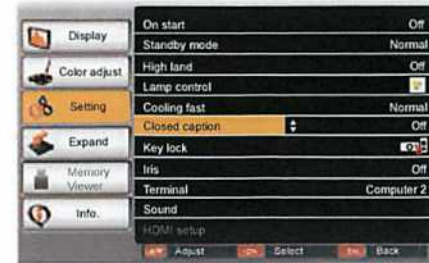 Display
Color adjust
Setting
Expand
Memory
Viewer
Info.
On start Off
Standby mode Normal
High land Off
Lamp control
Cooling fast Normal
Closed caption Off
Key lock
Iris Off
Terminal Computer 2
Sound
HDMI setup
Adjust Select Back